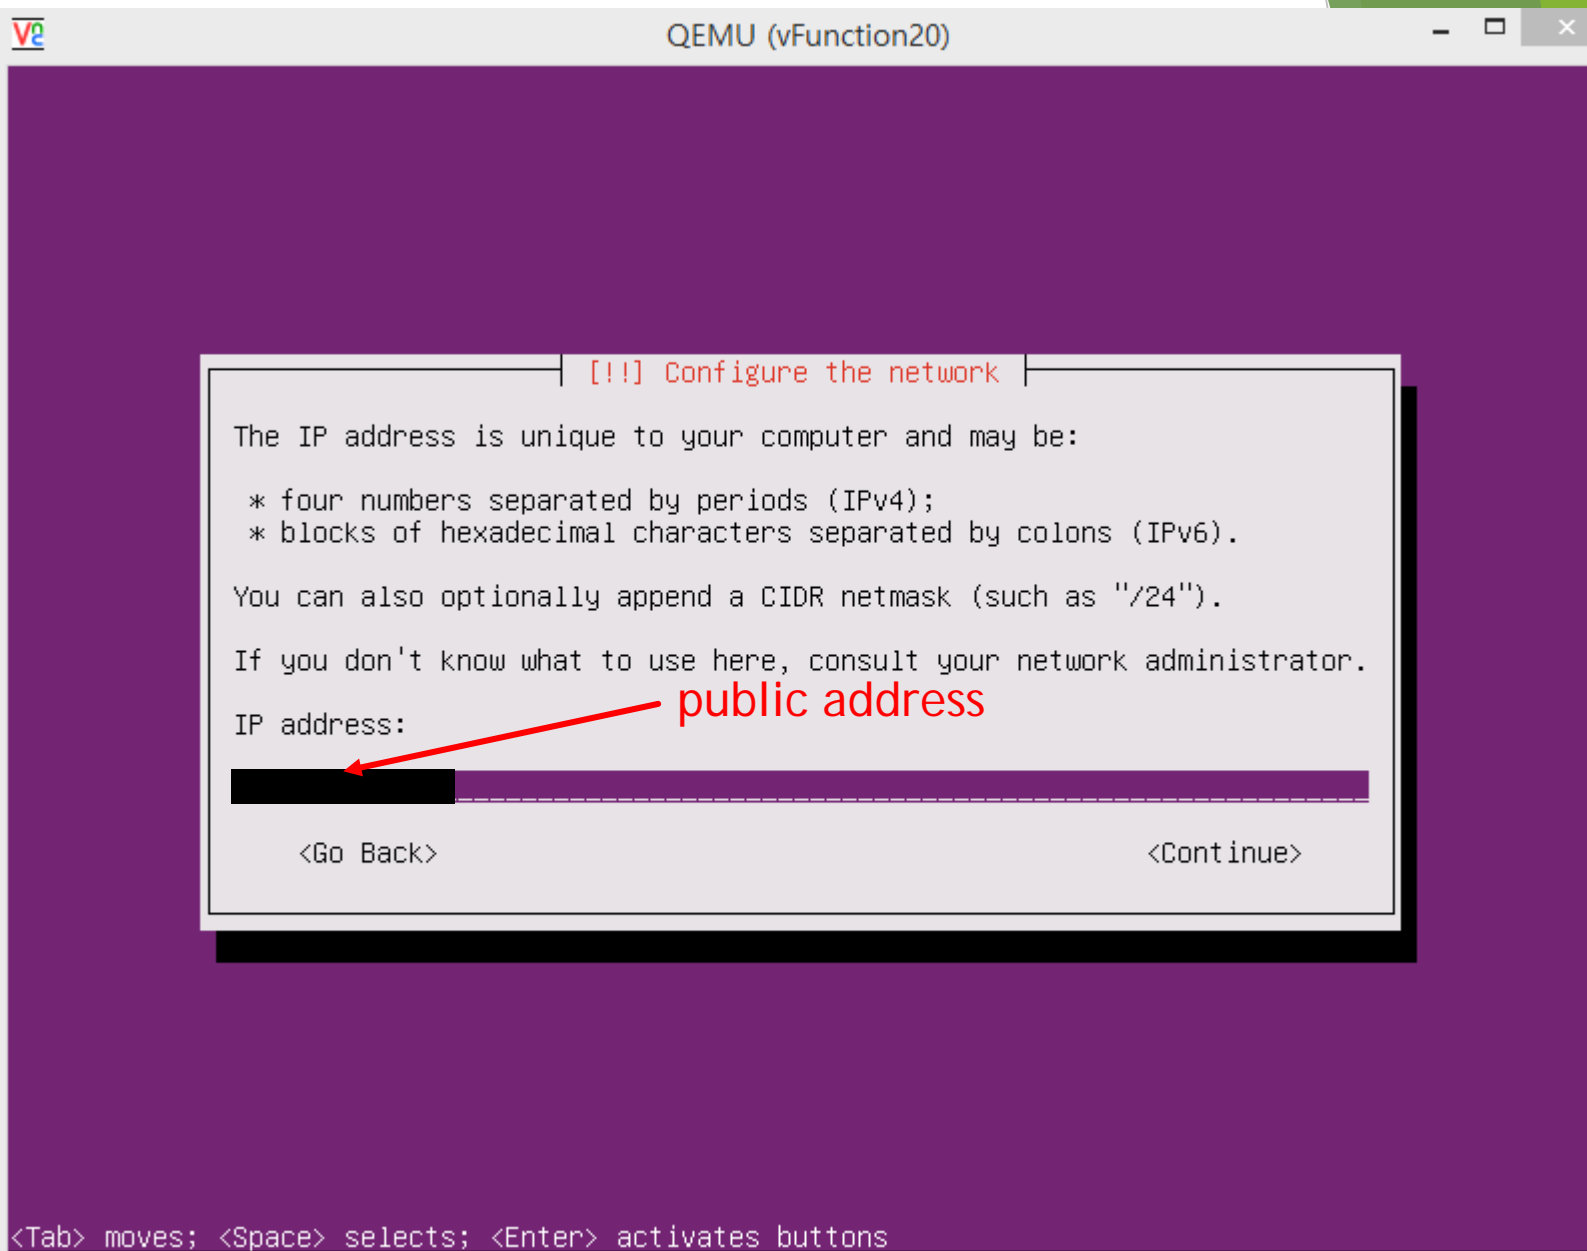 QEMU (vFunction20)
[!!] Configure the network
The IP address is unique to your computer and may be:
* four numbers separated by periods (IPv4);
* blocks of hexadecimal characters separated by colons (IPv6).
You can also optionally append a CIDR netmask (such as "/24").
If you don't know what to use here, consult your network administrator.
public address
IP address:
<Go Back> <Continue>
<Tab> moves; <Space> selects; <Enter> activates buttons